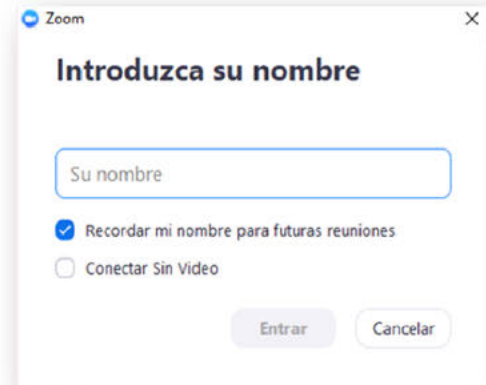 Zoom
Introduzca su nombre
Su nombre
Recordar mi nombre para futuras reuniones
Conectar Sin Video
Entrar Cancelar